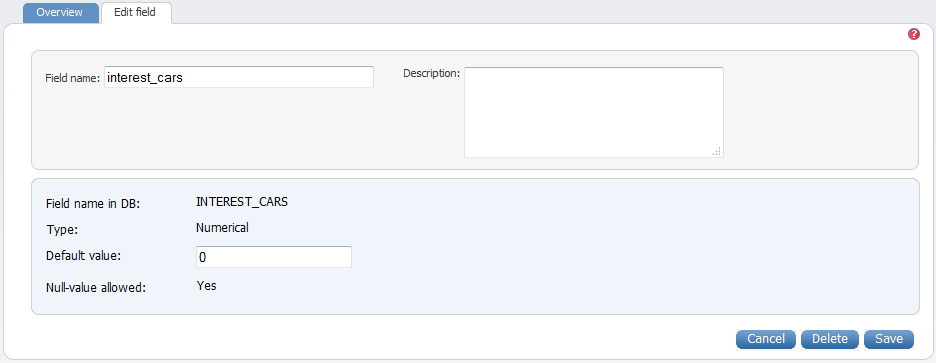 Overview
Edit field
?
Field name: interest_cars
Description:
Field name in DB: INTEREST_CARS
Type: Numerical
Default value: 0
Null-value allowed: Yes
Cancel Delete Save